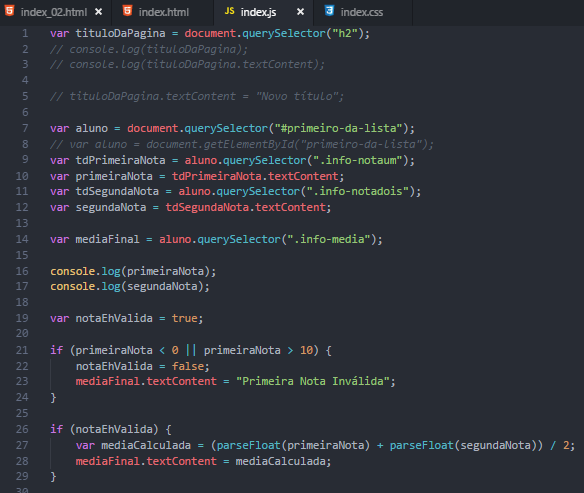 index_02.html index.html index.js index.css
1 var tituloDaPagina = document.querySelector("h2");
2 // console.log(tituloDaPagina);
3 // console.log(tituloDaPagina.textContent);
4
5 // tituloDaPagina.textContent = "Novo título";
6
7 var aluno = document.querySelector("#primeiro-da-lista");
8 // var aluno = document.getElementById("primeiro-da-lista");
9 var tdPrimeiraNota = aluno.querySelector(".info-notaum");
10 var primeiraNota = tdPrimeiraNota.textContent;
11 var tdSegundaNota = aluno.querySelector(".info-notadois");
12 var segundaNota = tdSegundaNota.textContent;
13
14 var mediaFinal = aluno.querySelector(".info-media");
15
16 console.log(primeiraNota);
17 console.log(segundaNota);
18
19 var notaEhValida = true;
20
21 if (primeiraNota < 0 || primeiraNota > 10) {
22 notaEhValida = false;
23 mediaFinal.textContent = "Primeira Nota Inválida";
24 }
25
26 if (notaEhValida) {
27 var mediaCalculada = (parseFloat(primeiraNota) + parseFloat(segundaNota)) / 2;
28 mediaFinal.textContent = mediaCalculada;
29 }
30